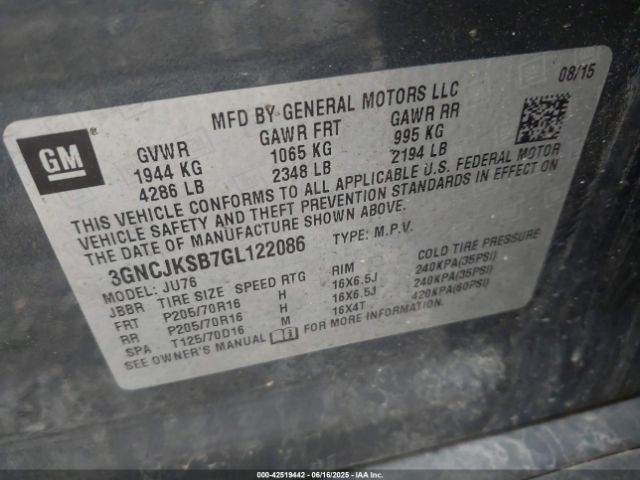 08/15
MFD BY GENERAL MOTORS LLC
GM®
GVWR GAWR FRT GAWR RR
1944 KG 1065 KG 995 KG
4286 LB 2348 LB 2194 LB
THIS VEHICLE CONFORMS TO ALL APPLICABLE U.S. FEDERAL MOTOR
VEHICLE SAFETY AND THEFT PREVENTION STANDARDS IN EFFECT ON
THE DATE OF MANUFACTURE SHOWN ABOVE.
3GNCJKSB7GL122086 TYPE: M.P.V.
MODEL: JU76
JBBR TIRE SIZE SPEED RTG RIM COLD TIRE PRESSURE
FRT P205/70R16 H 16X6.5J 240KPA(35PSI)
RR P205/70R16 H 16X6.5J 240KPA(35PSI)
SPA T125/70D16 M 16X4T 420KPA(60PSI)
SEE OWNER'S MANUAL FOR MORE INFORMATION.
00-42519442 - 06/16/2025 - IAAI.COM